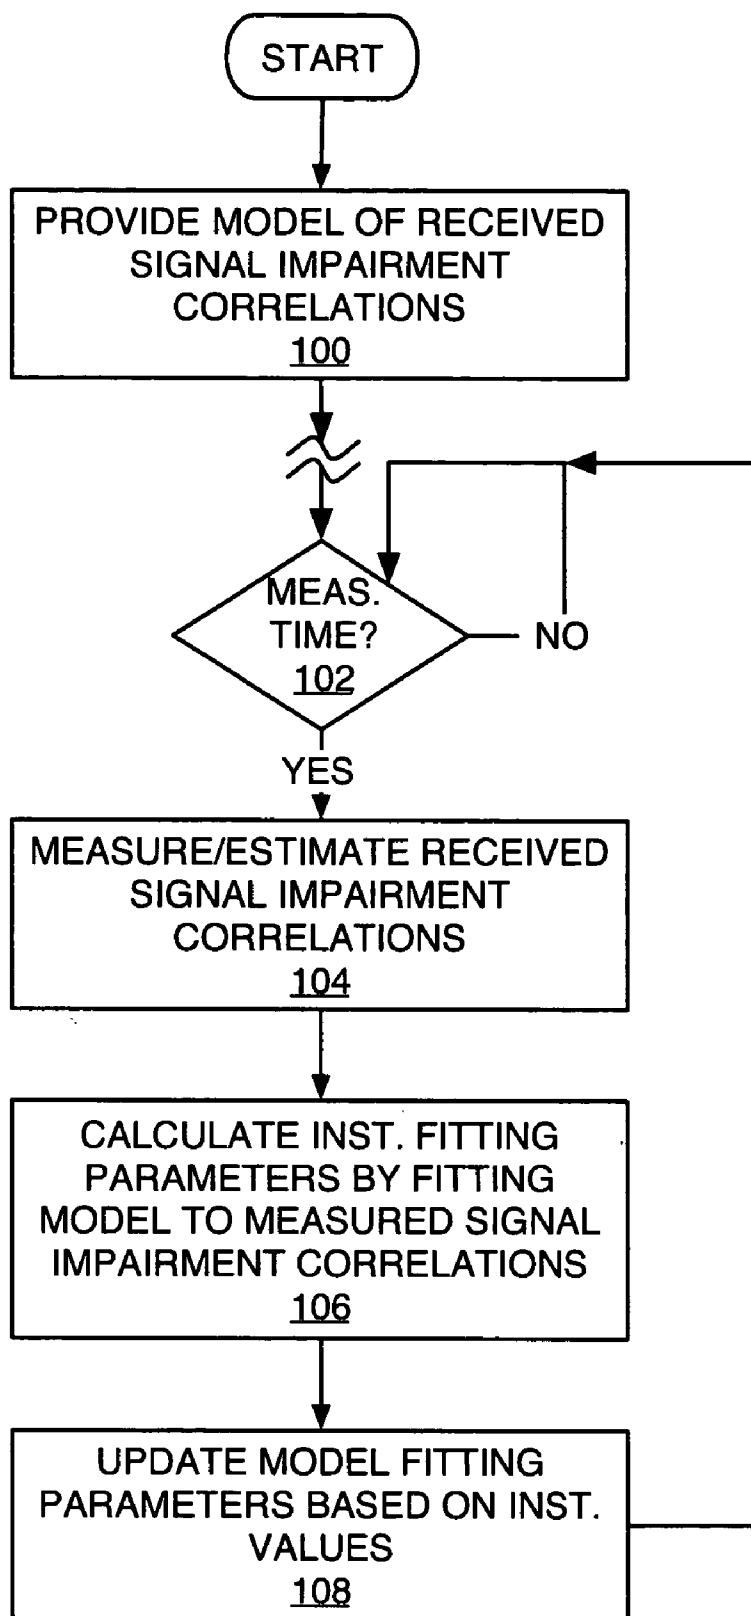 START
PROVIDE MODEL OF RECEIVED
SIGNAL IMPAIRMENT
CORRELATIONS
100
MEAS.
TIME?
102
NO
YES
MEASURE/ESTIMATE RECEIVED
SIGNAL IMPAIRMENT
CORRELATIONS
104
CALCULATE INST. FITTING
PARAMETERS BY FITTING
MODEL TO MEASURED SIGNAL
IMPAIRMENT CORRELATIONS
106
UPDATE MODEL FITTING
PARAMETERS BASED ON INST.
VALUES
108